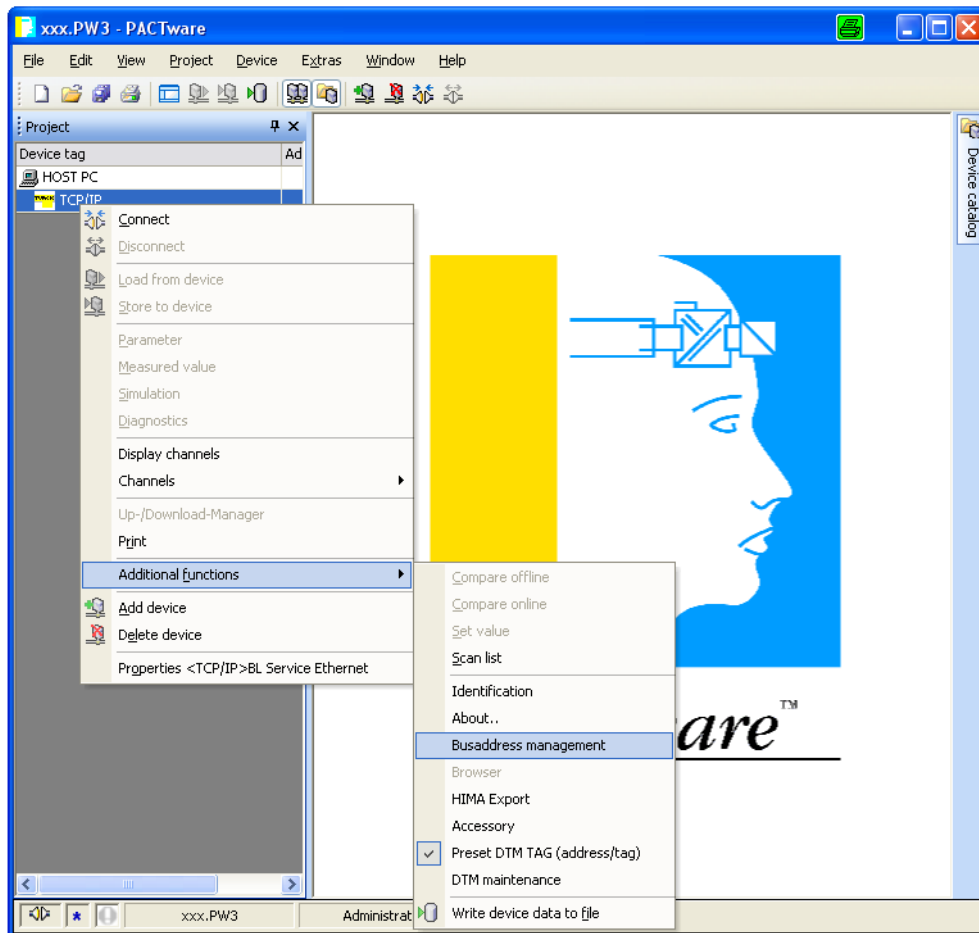 xxx.PW3 - PACTware
File Edit View Project Device Extras Window Help
Project
Device tag Ad
HOST PC
TURCK TCP/IP
Connect
Disconnect
Load from device
Store to device
Parameter
Measured value
Simulation
Diagnostics
Display channels
Channels
Up-/Download-Manager
Print
Additional functions
Add device
Delete device
Properties <TCP/IP>BL Service Ethernet
Compare offline
Compare online
Set value
Scan list
Identification
About..
Busaddress management
Browser
HIMA Export
Accessory
Preset DTM TAG (address/tag)
DTM maintenance
Write device data to file
are™
Device catalog
xxx.PW3 Administrat